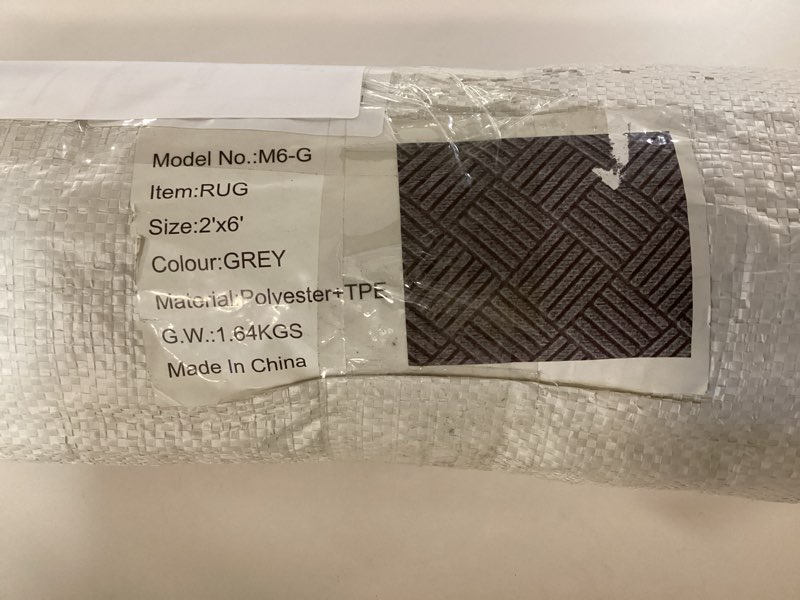 Model No.:M6-G
Item:RUG
Size:2'x6'
Colour:GREY
Material:Polyester+TPE
G.W.:1.64KGS
Made In China